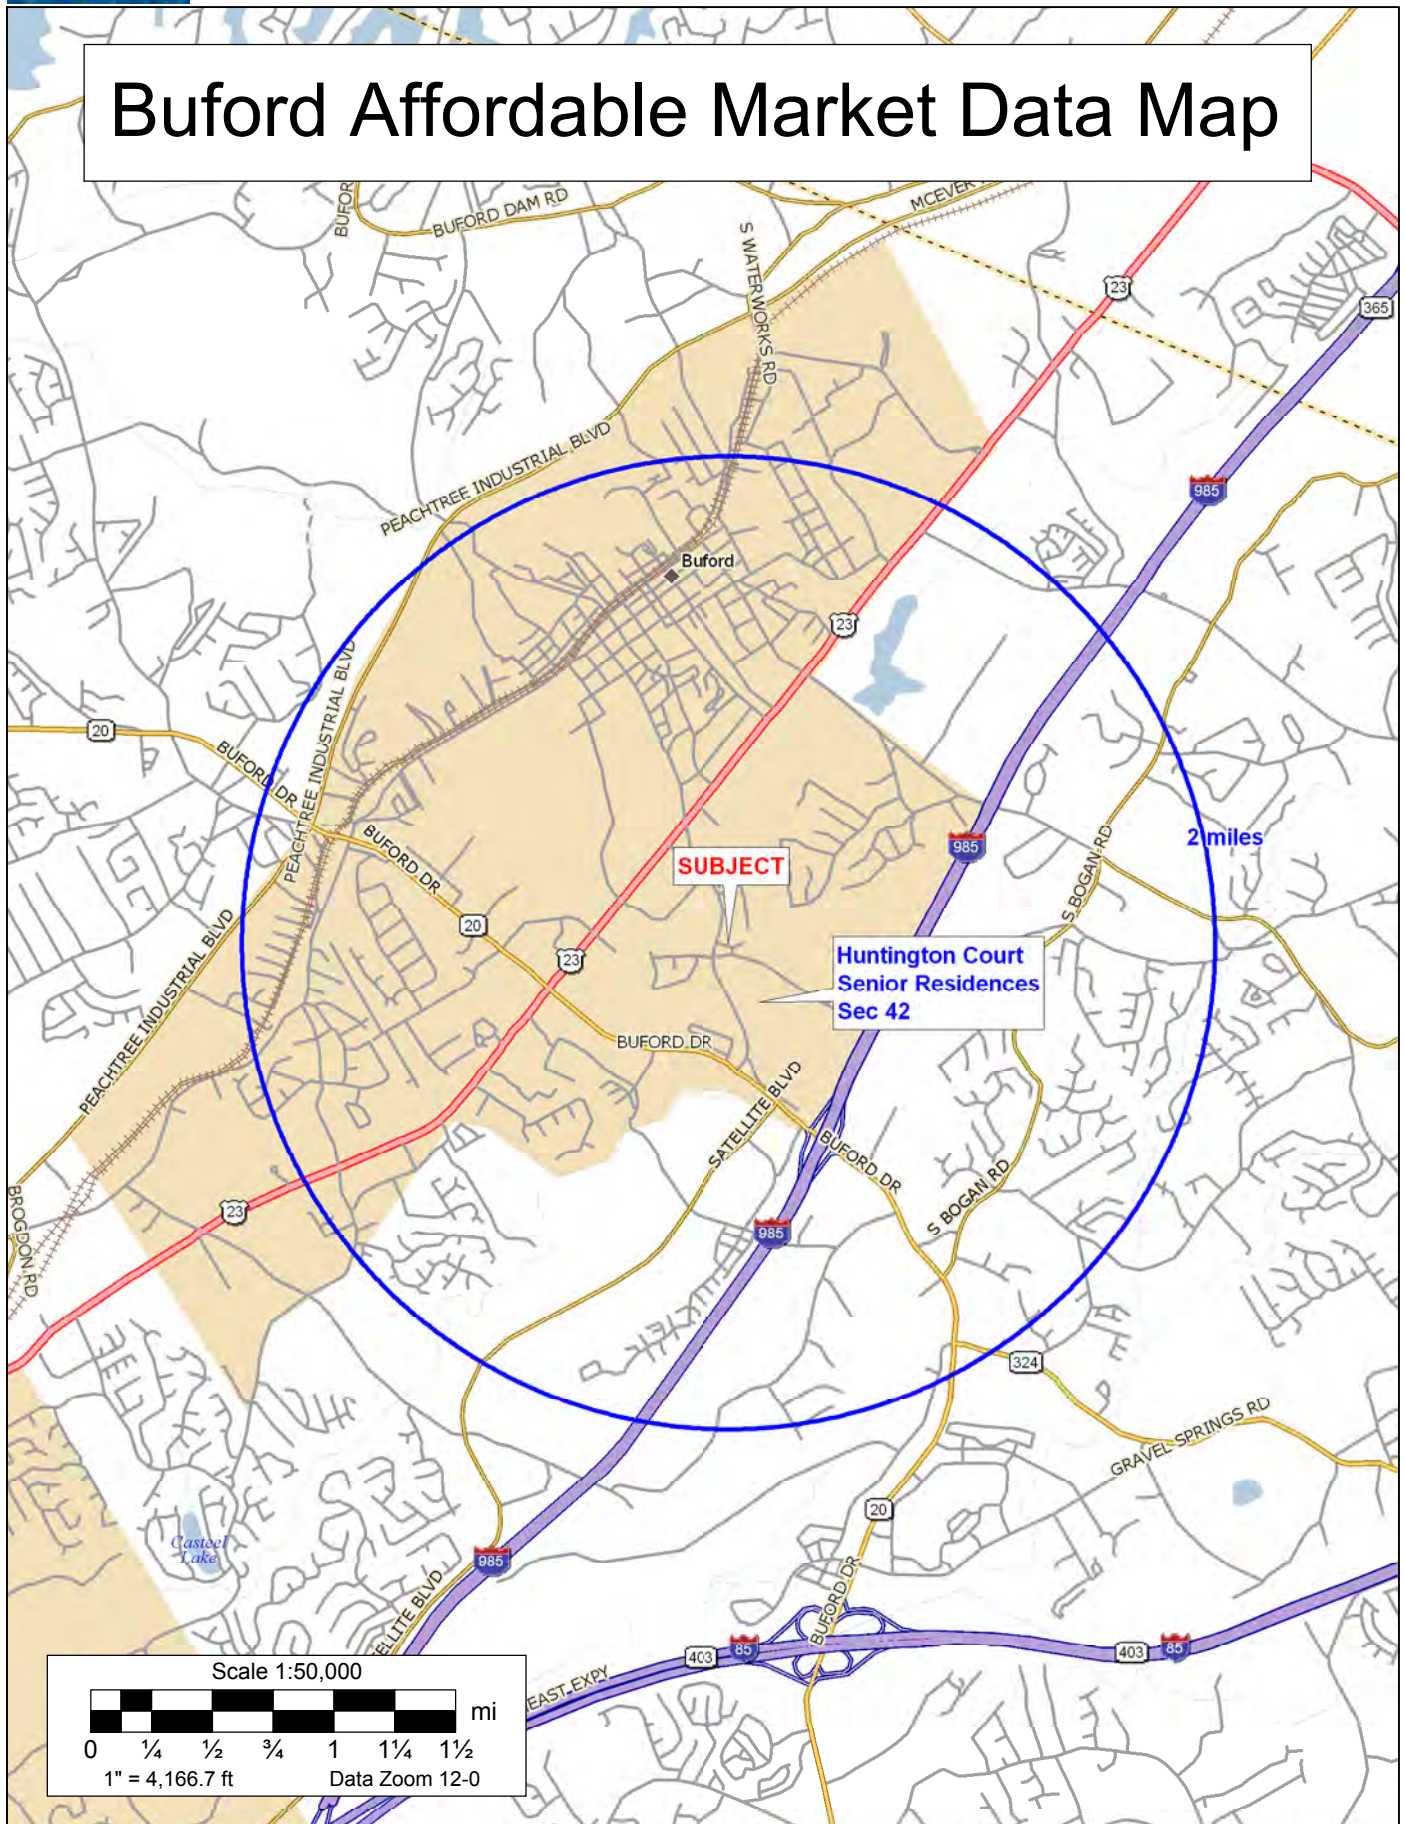 Buford Affordable Market Data Map
BUFORD DAM RD
S WATERWORKS RD
23
365
PEACHTREE INDUSTRIAL BLVD
985
Buford
23
PEACHTREE INDUSTRIAL BLVD
20
BUFORD DR
BUFORD DR
985
2 miles
SUBJECT
S BOGAN RD
20
23
PEACHTREE INDUSTRIAL BLVD
Huntington Court
Senior Residences
Sec 42
BUFORD DR
SATELLITE BLVD
BUFORD DR
S BOGAN RD
BROGDON RD
23
985
324
GRAVEL SPRINGS RD
20
Casteel
Lake
985
BUFORD DR
ELLITE BLVD
403
85
403
85
EAST EXPY
Scale 1:50,000
mi
0 ¼ ½ ¾ 1 1¼ 1½
1" = 4,166.7 ft Data Zoom 12-0